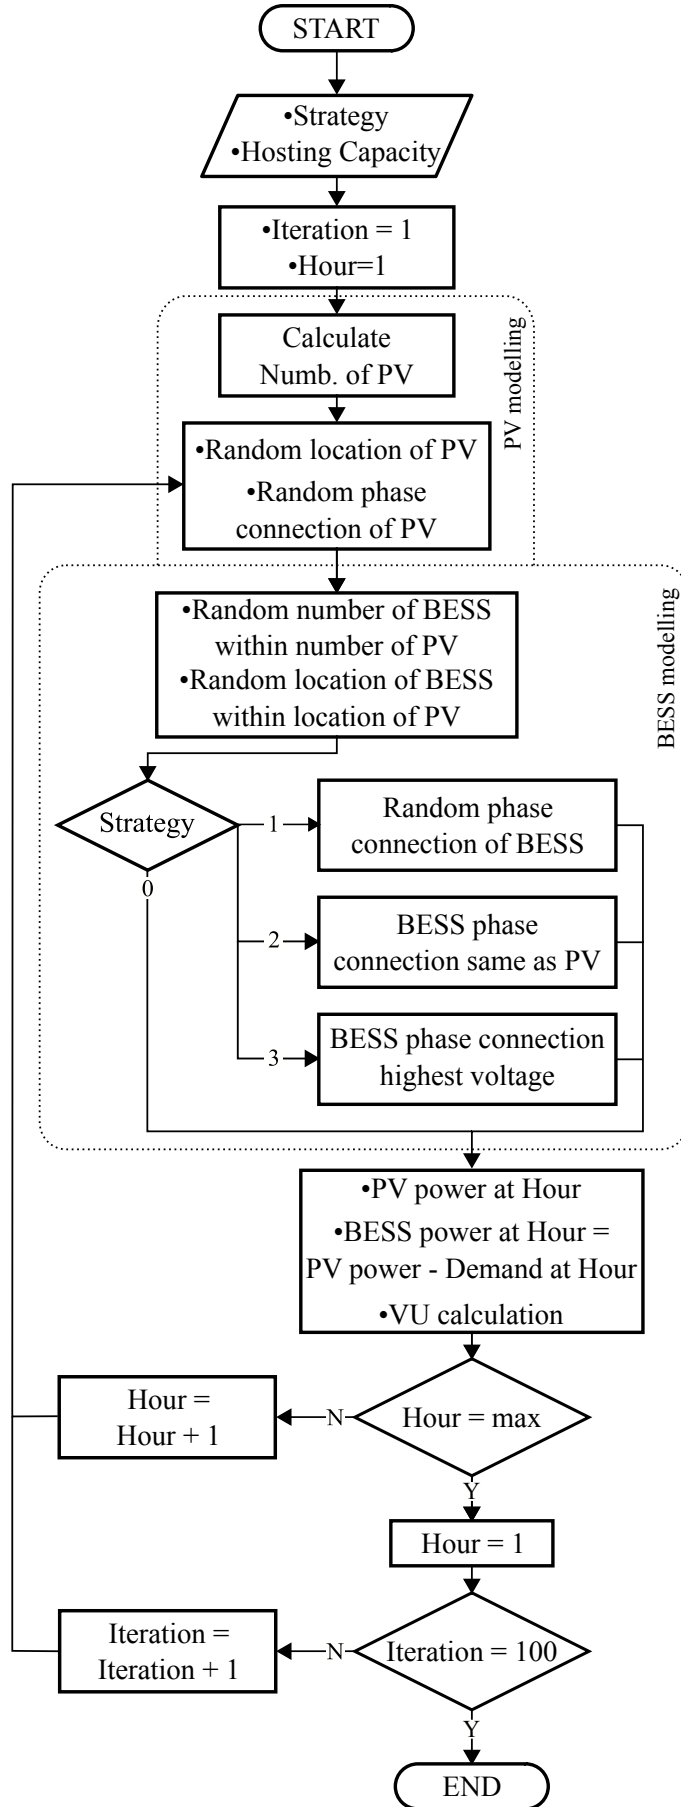 START
•Strategy
•Hosting Capacity
•Iteration = 1
•Hour=1
Calculate
Numb. of PV
PV modelling
•Random location of PV
•Random phase
connection of PV
•Random number of BESS
within number of PV
•Random location of BESS
within location of PV
BESS modelling
Strategy
1
Random phase
connection of BESS
0
2
BESS phase
connection same as PV
3
BESS phase connection
highest voltage
•PV power at Hour
•BESS power at Hour =
PV power - Demand at Hour
•VU calculation
Hour =
Hour + 1
N
Hour = max
Y
Hour = 1
Iteration =
Iteration + 1
N
Iteration = 100
Y
END